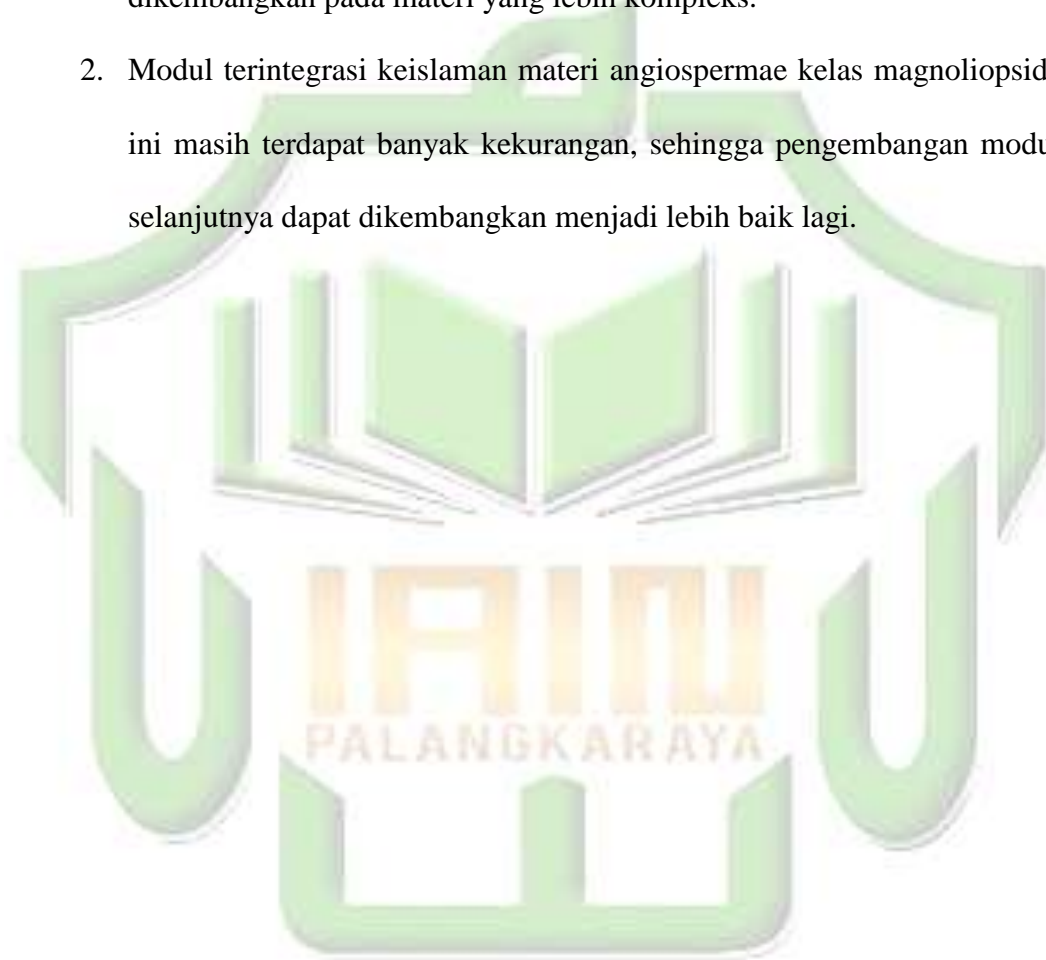 dikembangkan pada materi yang lebih kompleks.
2. Modul terintegrasi keislaman materi angiospermae kelas magnoliopsid
ini masih terdapat banyak kekurangan, sehingga pengembangan modu
selanjutnya dapat dikembangkan menjadi lebih baik lagi.
IAIN
PALANGKARAYA